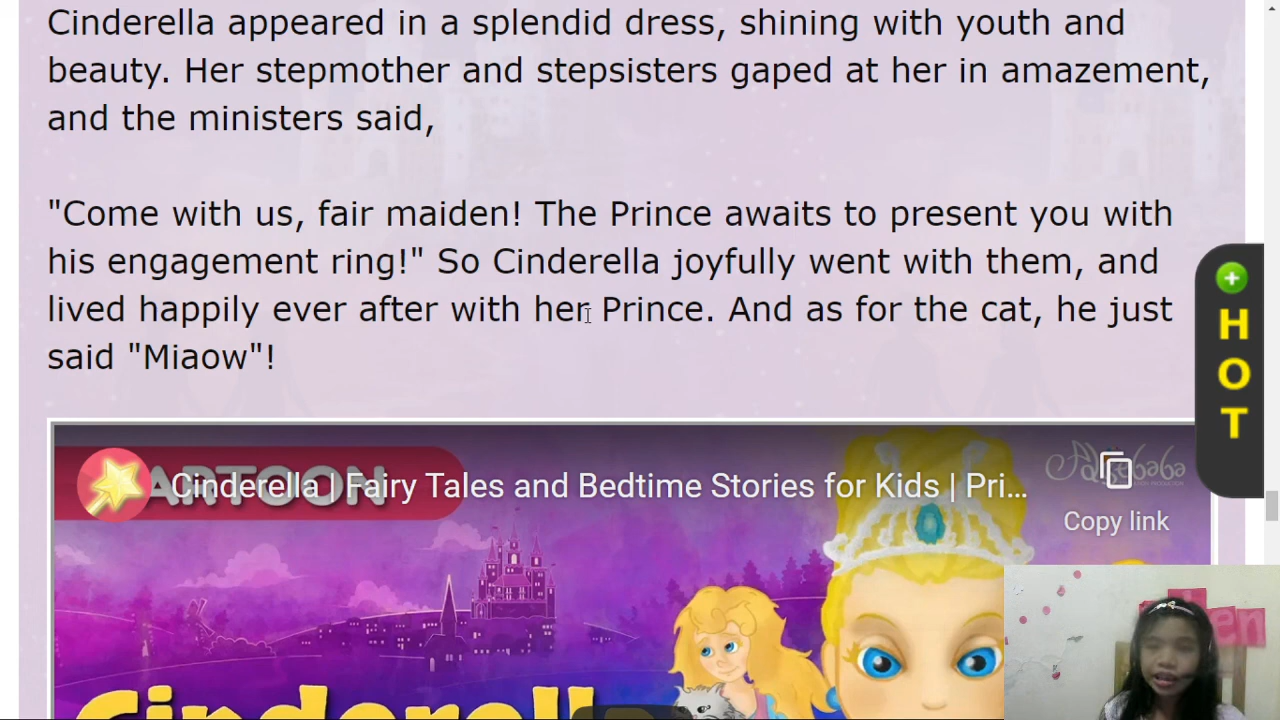 Cinderella appeared in a splendid dress, shining with youth and
beauty. Her stepmother and stepsisters gaped at her in amazement,
and the ministers said,
"Come with us, fair maiden! The Prince awaits to present you with
his engagement ring!" So Cinderella joyfully went with them, and
lived happily ever after with her Prince. And as for the cat, he just
said "Miaow"!
HOT
CARTOON
Cinderella | Fairy Tales and Bedtime Stories for Kids | Pri...
Copy link
Cinderella